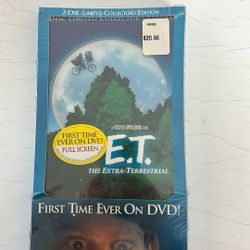 2-Disc Limited Collector's Edition
$20.96
A STEVEN SPIELBERG FILM
FIRST TIME
EVER ON DVD
FULL SCREEN
E.T.
THE EXTRA-TERRESTRIAL
FIRST TIME EVER ON DVD!